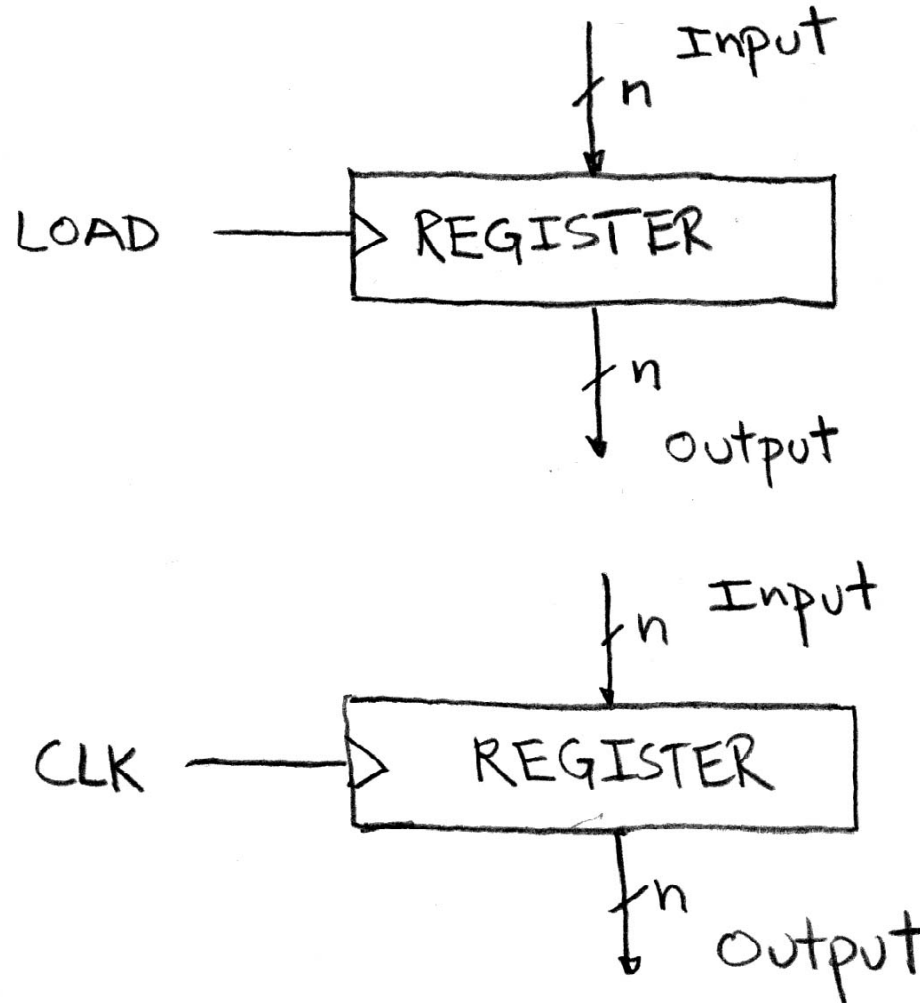 Input
n
LOAD
REGISTER
n
Output
Input
n
CLK
REGISTER
n
Output